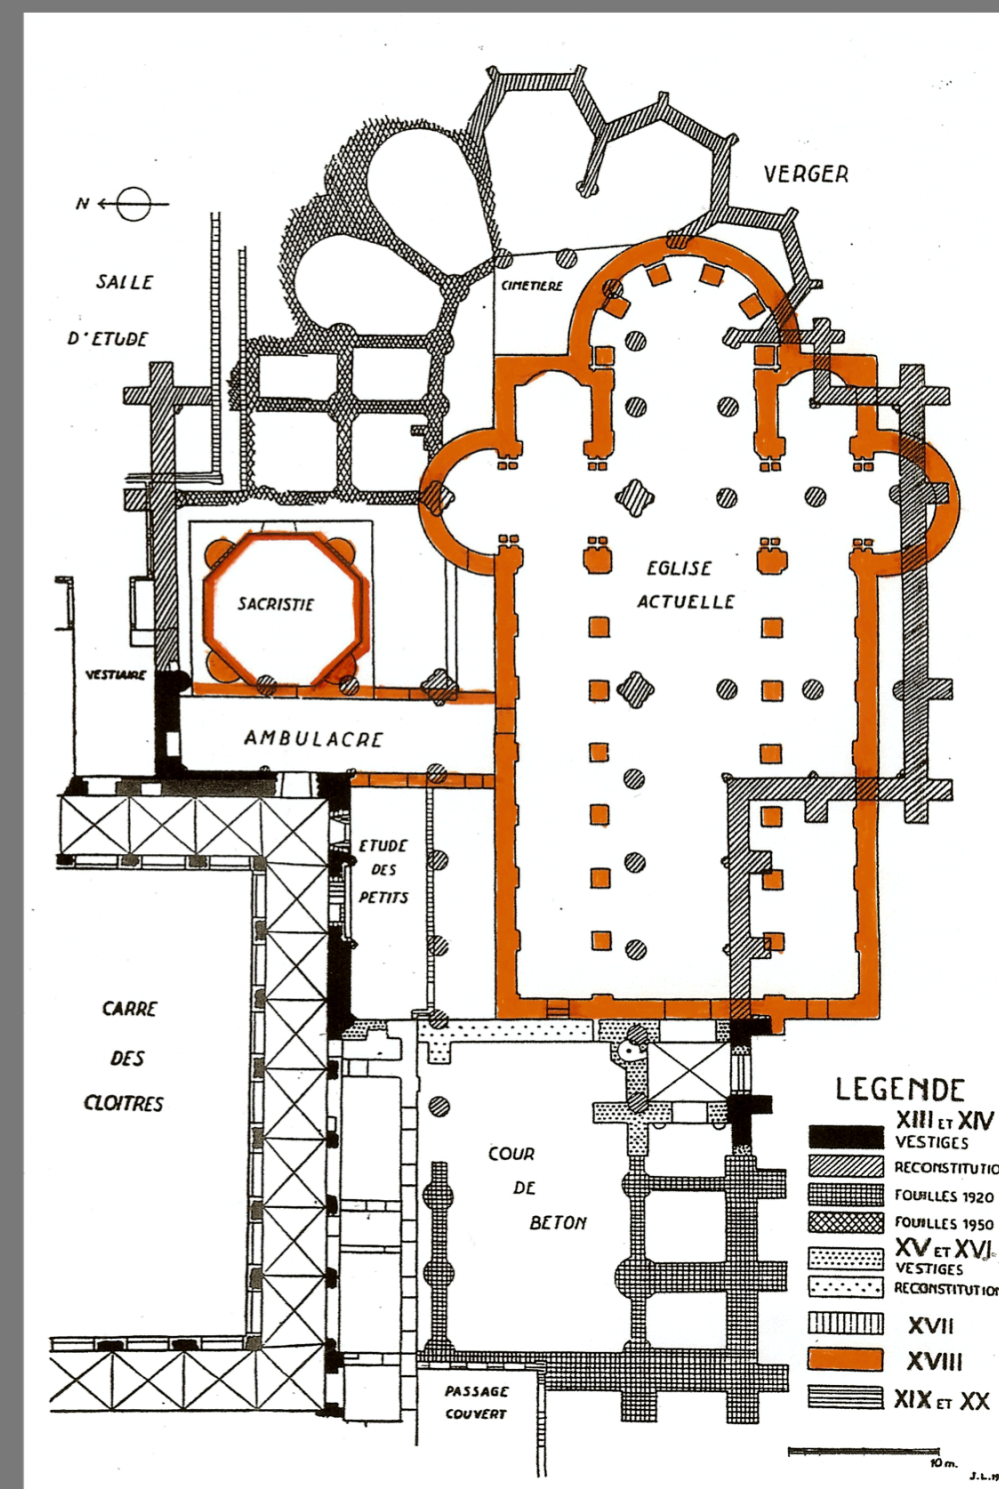 VERGER
N
SALLE
D'ETUDE
CIMETIERE
SACRISTIE
EGLISE
ACTUELLE
VESTIAIRE
AMBULACRE
ETUDE
DES
PETITS
CARRE
DES
CLOITRES
COUR
DE
BETON
PASSAGE
COUVERT
LEGENDE
XIII ET XIV
VESTIGES
RECONSTITUTIO
FOUILLES 1920
FOUILLES 1950
XV ET XVI
VESTIGES
RECONSTITUTION
XVII
XVIII
XIX ET XX
10 m.
J.L.